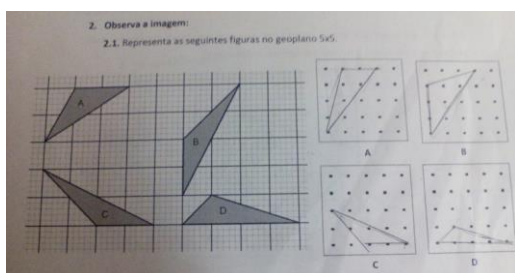 2. Observa a imagem:
2.1. Representa as seguintes figuras no geoplano 5x5.
A
B
C
D
A
B
C
D